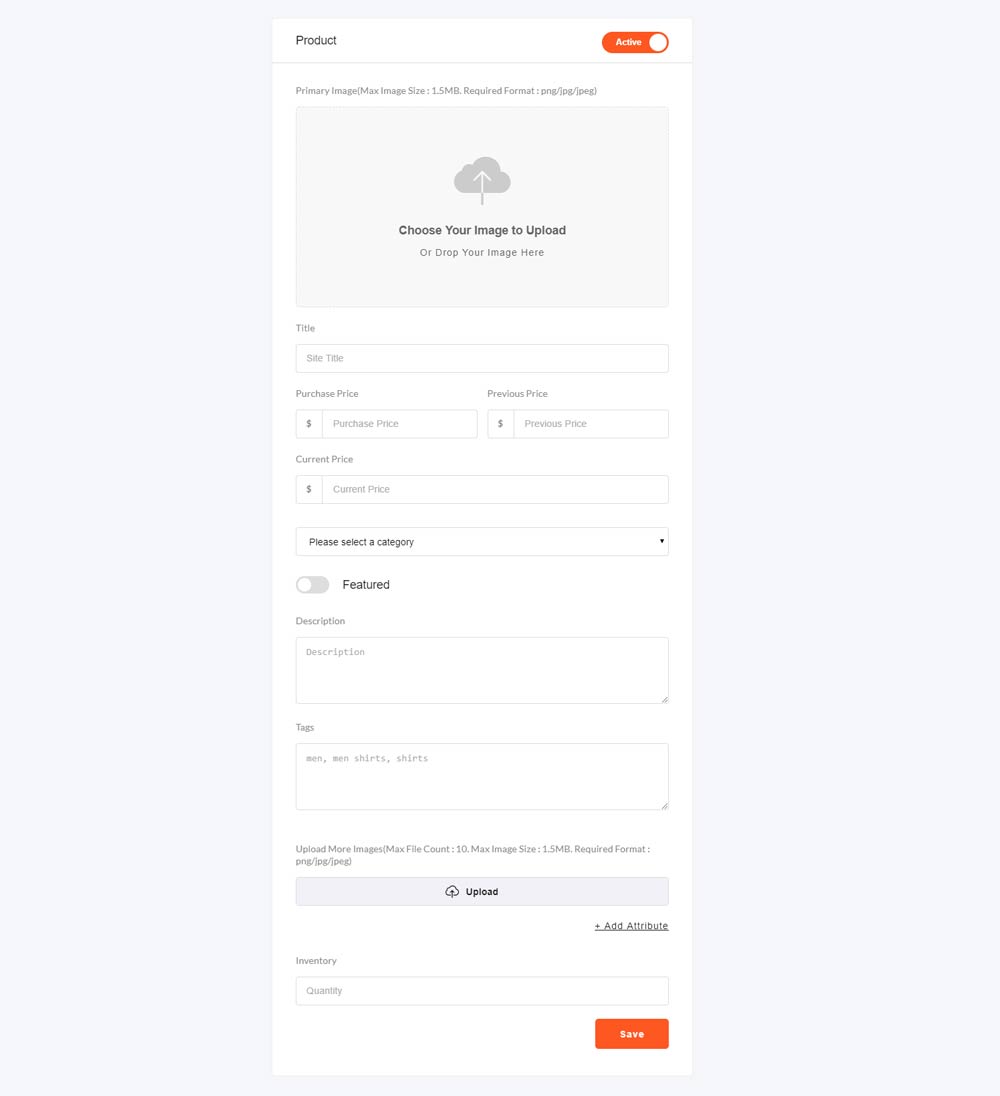 Product
Active
Primary Image(Max Image Size : 1.5MB. Required Format : png/jpg/jpeg)
Choose Your Image to Upload
Or Drop Your Image Here
Title
Site Title
Purchase Price
Previous Price
$ Purchase Price
$ Previous Price
Current Price
$ Current Price
Please select a category
Featured
Description
Description
Tags
men, men shirts, shirts
Upload More Images(Max File Count : 10. Max Image Size : 1.5MB. Required Format :
png/jpg/jpeg)
Upload
+ Add Attribute
Inventory
Quantity
Save